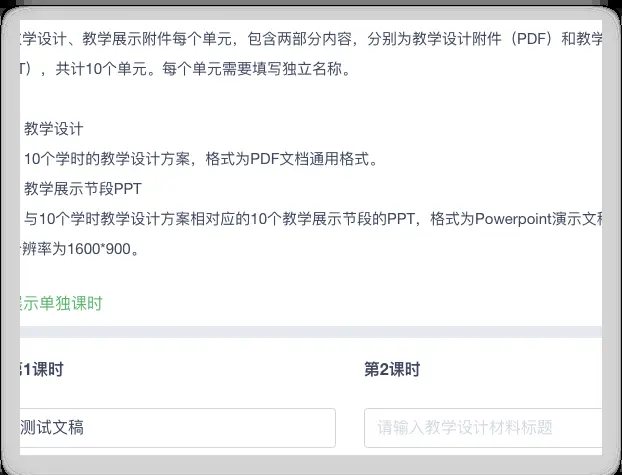 学设计、教学展示附件每个单元，包含两部分内容，分别为教学设计附件（PDF）和教学
T），共计10个单元。每个单元需要填写独立名称。
教学设计
10个学时的教学设计方案，格式为PDF文档通用格式。
教学展示节段PPT
与10个学时教学设计方案相对应的10个教学展示节段的PPT，格式为Powerpoint演示文稿
辨率为1600*900。
示单独课时
第1课时
第2课时
测试文稿
请输入教学设计材料标题